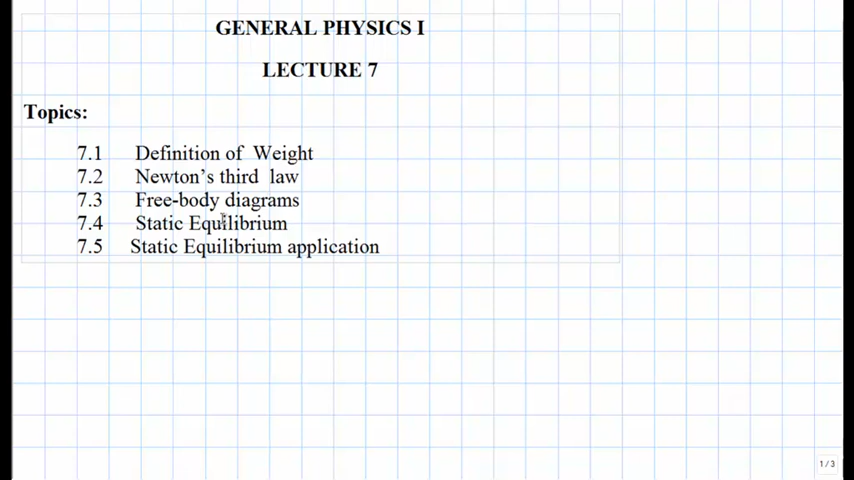 GENERAL PHYSICS I
LECTURE 7
Topics:
7.1 Definition of Weight
7.2 Newton's third law
7.3 Free-body diagrams
7.4 Static Equilibrium
7.5 Static Equilibrium application
1 / 3